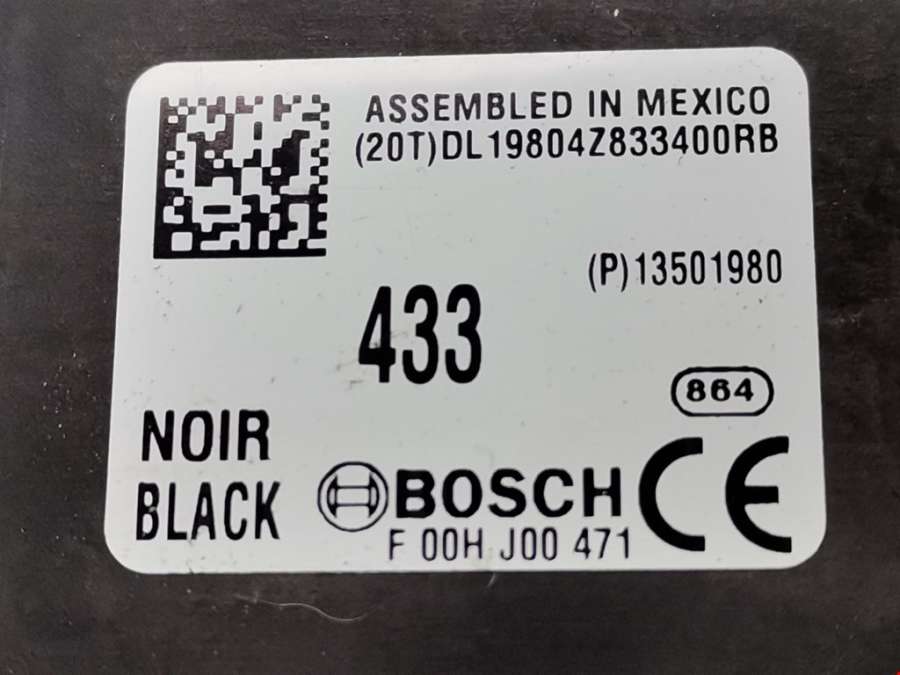 ASSEMBLED IN MEXICO
(20T)DL19804Z833400RB
(P)13501980
433
864
NOIR
BLACK
BOSCH
CE
F 00H J00 471